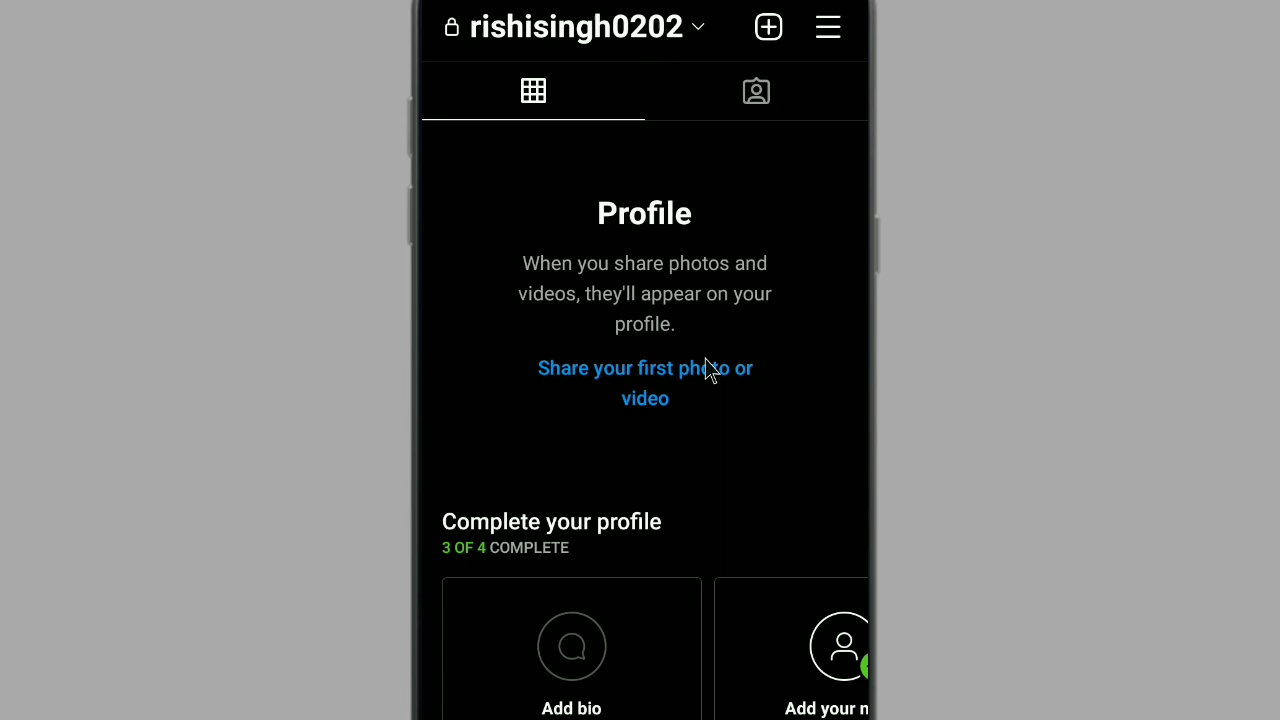 rishisingh0202
Profile
When you share photos and
videos, they'll appear on your
profile.
Share your first photo or
video
Complete your profile
3 OF 4 COMPLETE
Add bio
Add your n